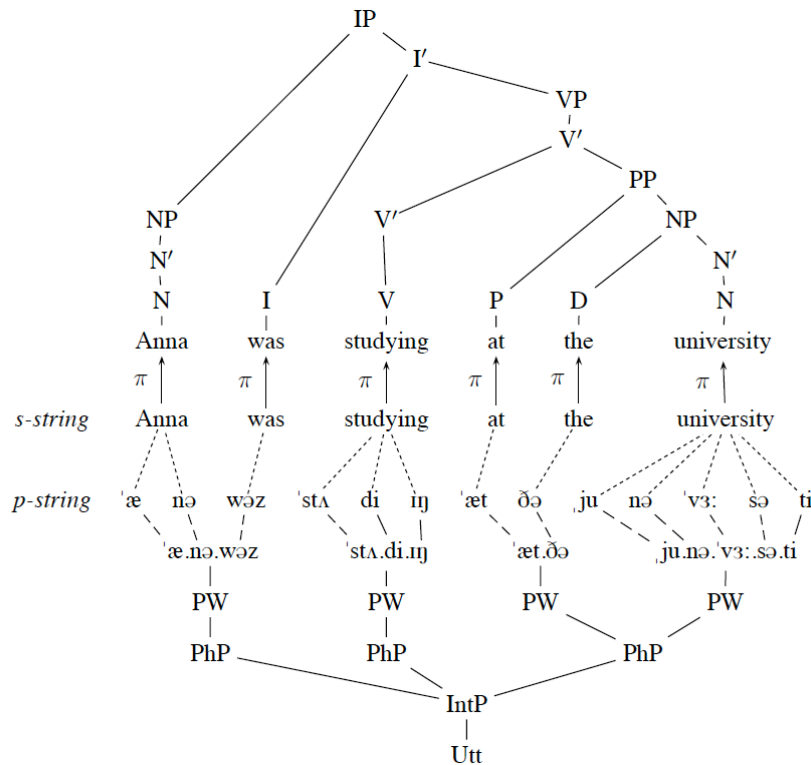 IP
I′
VP
V′
PP
NP V′ NP
N′ N′
N I V P D N
Anna was studying at the university
π π π π π π
s-string Anna was studying at the university
p-string ˈæ nə wəz ˈstʌ di ɪŋ ˈæt ðə ˌju nə ˈvɜː sə ti
ˈæ.nə.wəz ˈstʌ.di.ɪŋ ˈæt.ðə ˌju.nə.ˈvɜː.sə.ti
PW PW PW PW
PhP PhP PhP
IntP
Utt